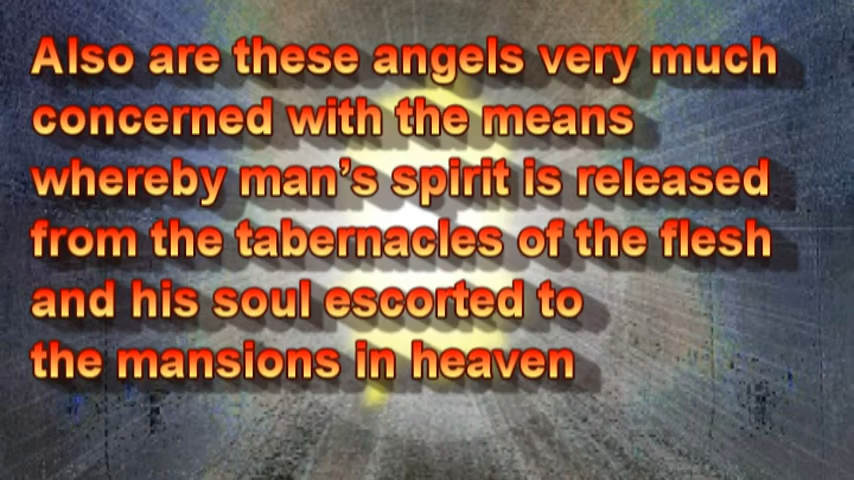 Also are these angels very much
concerned with the means
whereby man’s spirit is released
from the tabernacles of the flesh
and his soul escorted to
the mansions in heaven